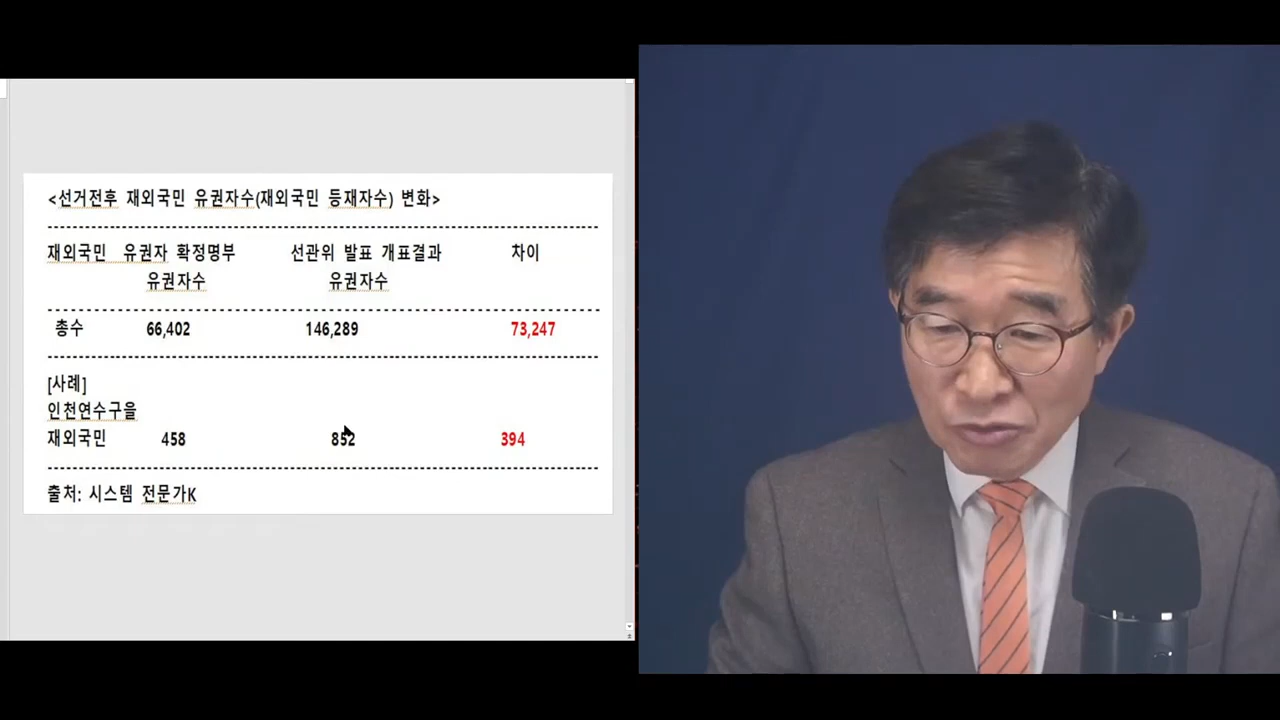 <선거전후 재외국민 유권자수(재외국민 등재자수) 변화>
재외국민 유권자 확정명부 선관위 발표 개표결과 차이
유권자수 유권자수
총수 66,402 146,289 73,247
[사례]
인천연수구을
재외국민 458 852 394
출처: 시스템 전문가K